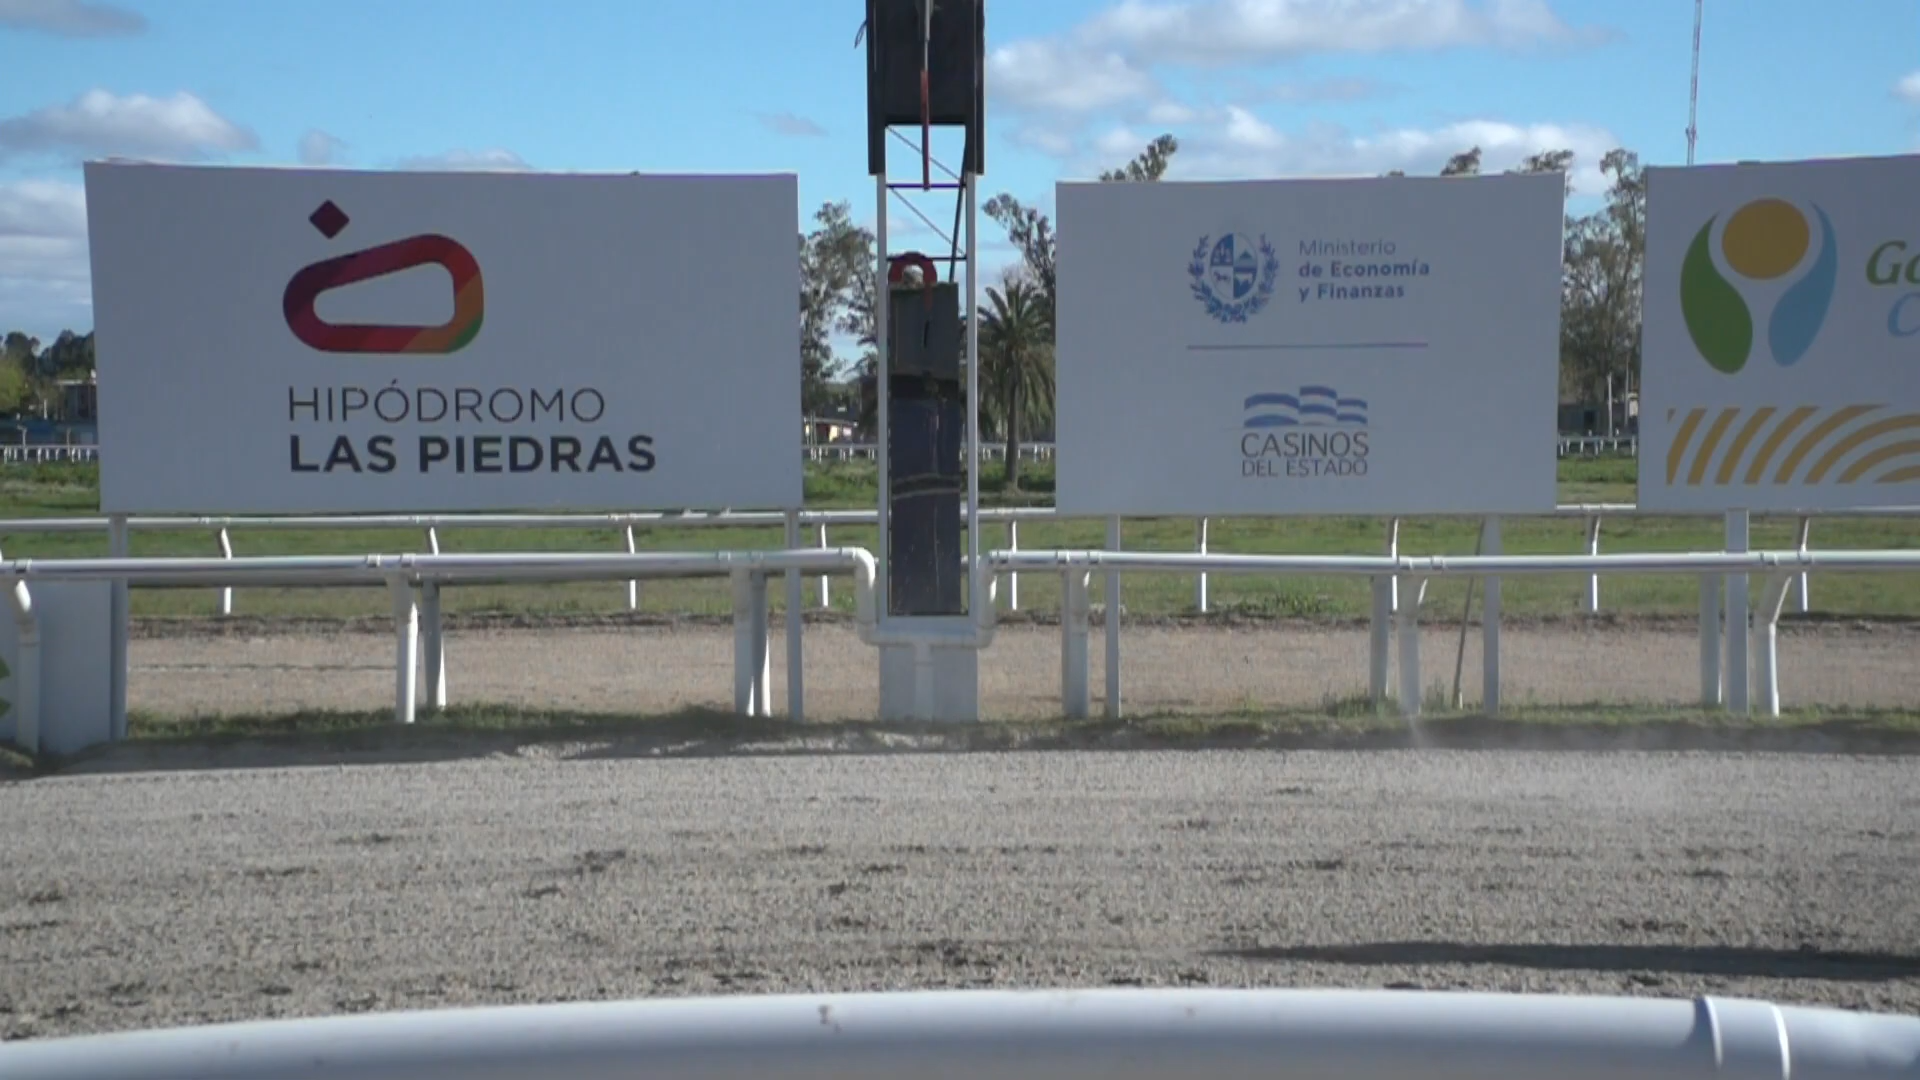 HIPÓDROMO
LAS PIEDRAS
Ministerio
de Economía
y Finanzas
CASINOS
DEL ESTADO